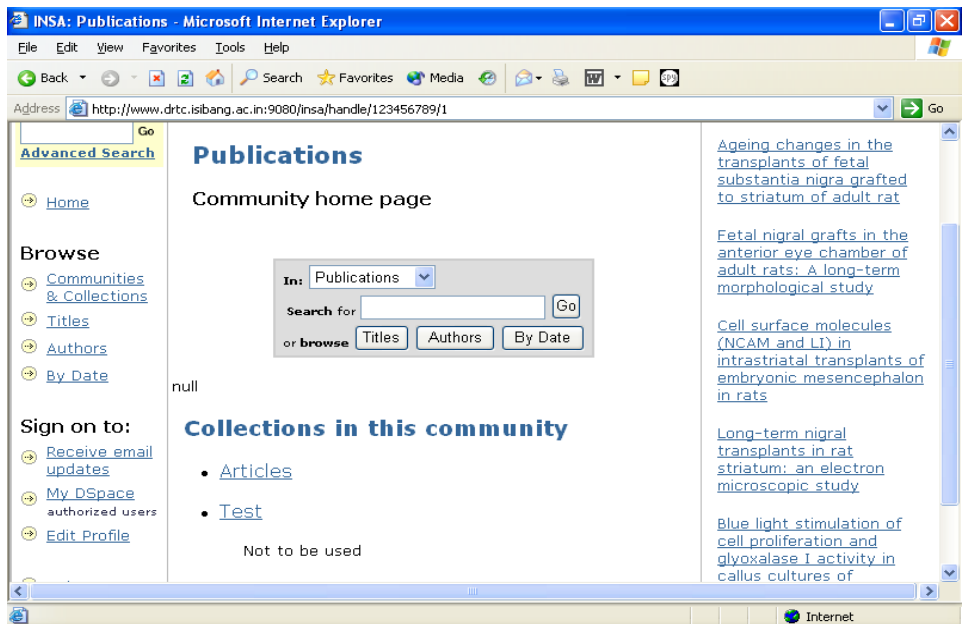 INSA: Publications - Microsoft Internet Explorer
File Edit View Favorites Tools Help
Back Search Favorites Media
Address http://www.drtc.isibang.ac.in:9080/insa/handle/123456789/1 Go
Go
Advanced Search
Home
Browse
Communities
& Collections
Titles
Authors
By Date
Sign on to:
Receive email
updates
My DSpace
authorized users
Edit Profile
Publications
Community home page
In: Publications
Search for Go
or browse Titles Authors By Date
null
Collections in this community
Articles
Test
Not to be used
Ageing changes in the
transplants of fetal
substantia nigra grafted
to striatum of adult rat
Fetal nigral grafts in the
anterior eye chamber of
adult rats: A long-term
morphological study
Cell surface molecules
(NCAM and LI) in
intrastriatal transplants of
embryonic mesencephalon
in rats
Long-term nigral
transplants in rat
striatum: an electron
microscopic study
Blue light stimulation of
cell proliferation and
glyoxalase I activity in
callus cultures of
Internet